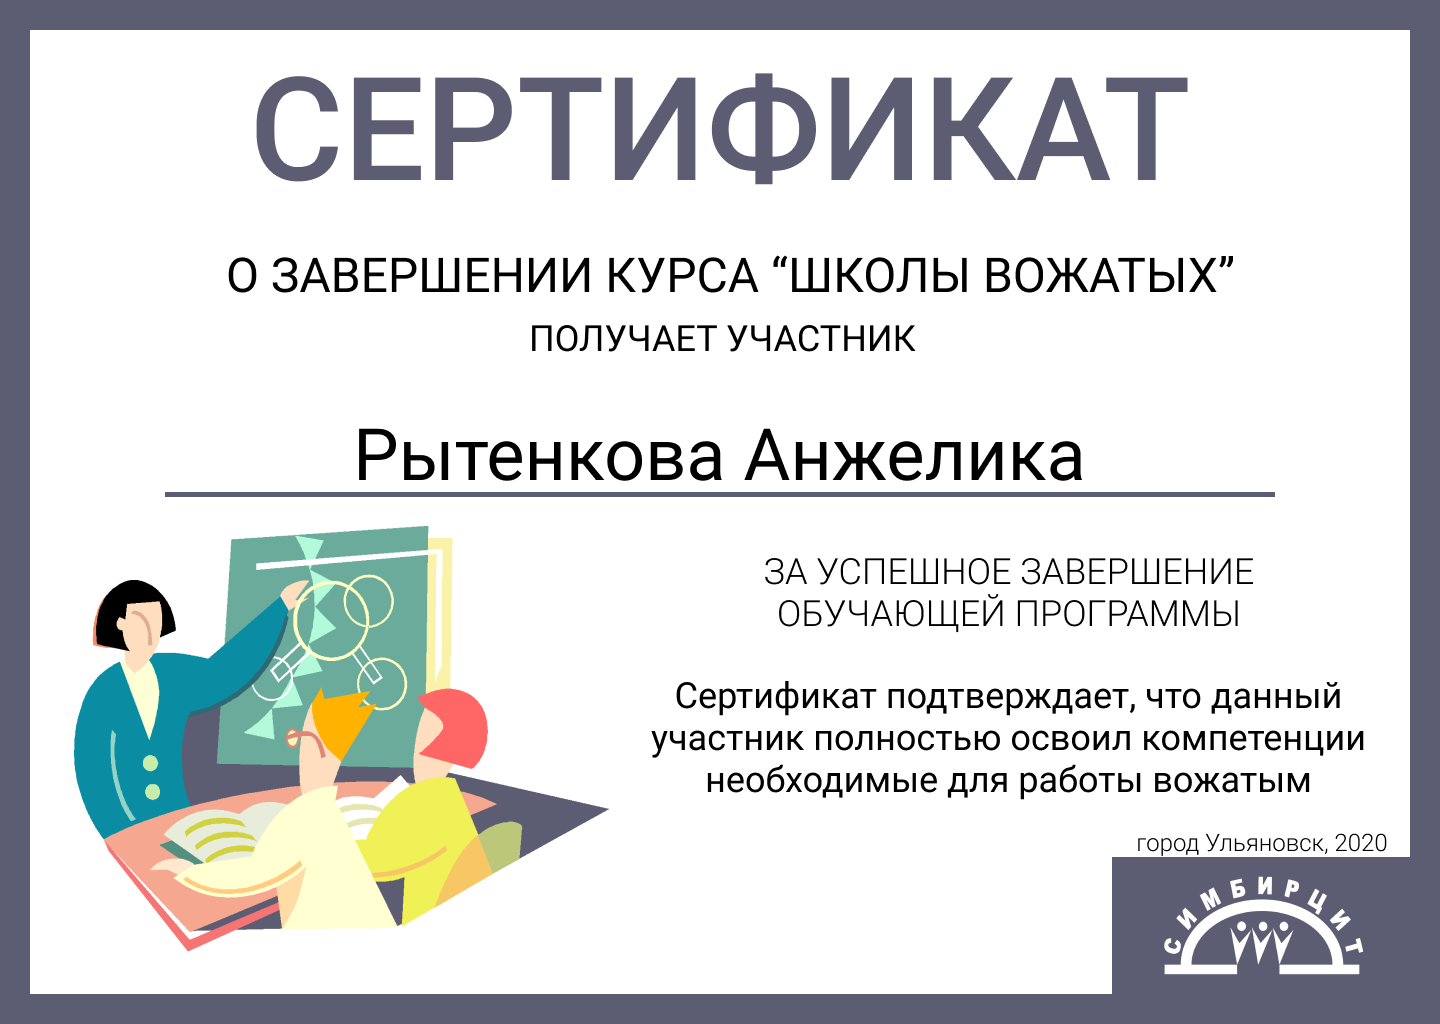 СЕРТИФИКАТ
О ЗАВЕРШЕНИИ КУРСА “ШКОЛЫ ВОЖАТЫХ”
ПОЛУЧАЕТ УЧАСТНИК
Рытенкова Анжелика
ЗА УСПЕШНОЕ ЗАВЕРШЕНИЕ
ОБУЧАЮЩЕЙ ПРОГРАММЫ
Сертификат подтверждает, что данный
участник полностью освоил компетенции
необходимые для работы вожатым
город Ульяновск, 2020
СИМБИРЦИТ